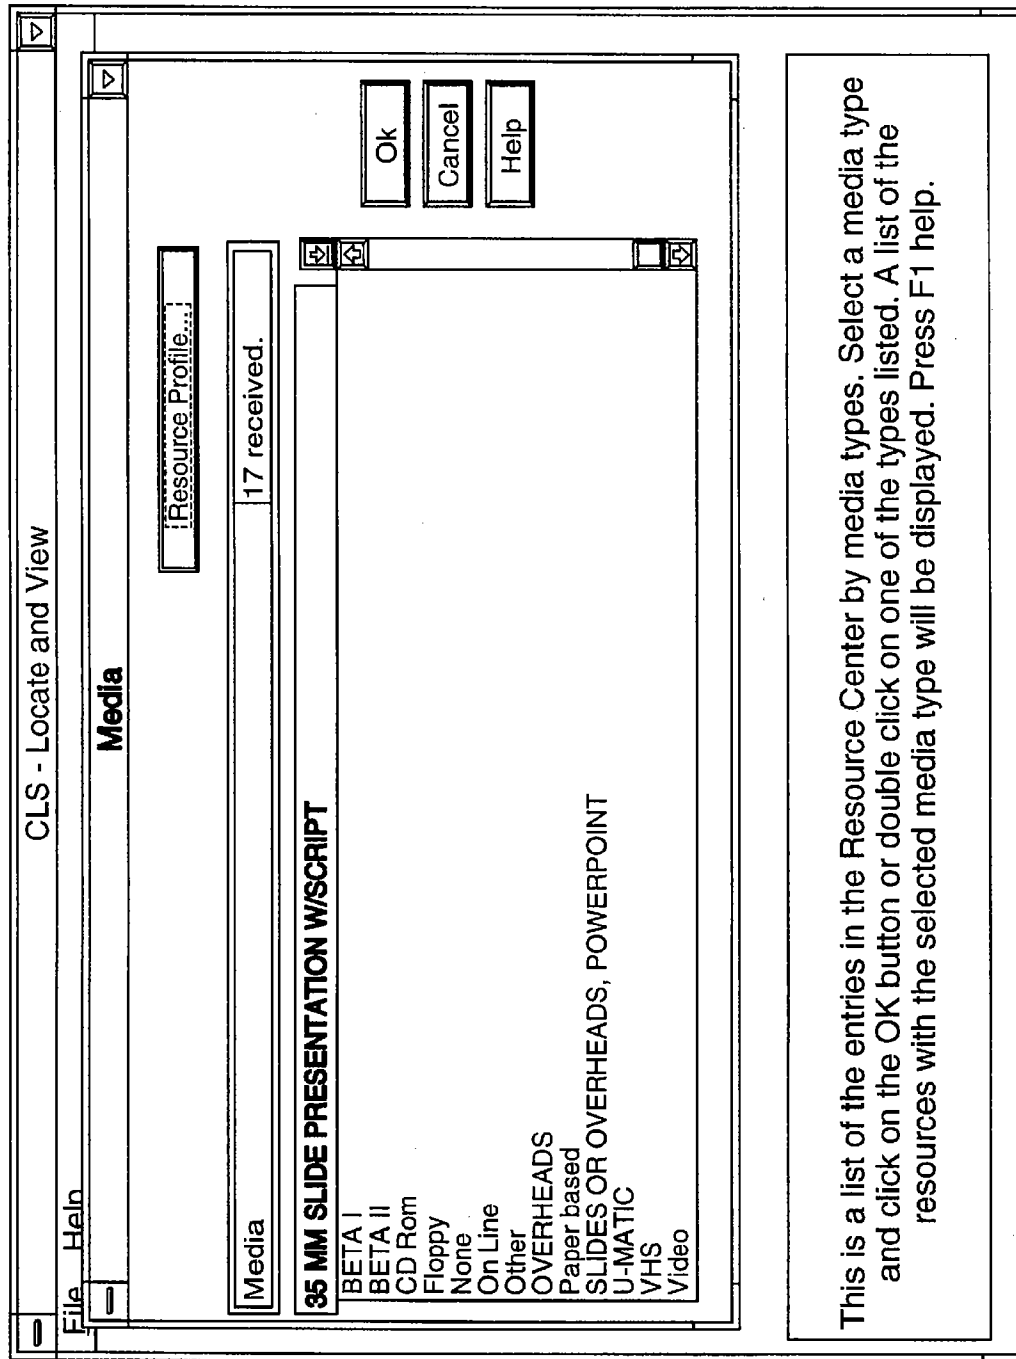 CLS - Locate and View
File Help
Media
Resource Profile...
Media 17 received.
35 MM SLIDE PRESENTATION W/SCRIPT
BETA I
BETA II
CD Rom
Floppy
None
On Line
Other
OVERHEADS
Paper based
SLIDES OR OVERHEADS, POWERPOINT
U-MATIC
VHS
Video
Ok
Cancel
Help
This is a list of the entries in the Resource Center by media types. Select a media type
and click on the OK button or double click on one of the types listed. A list of the
resources with the selected media type will be displayed. Press F1 help.